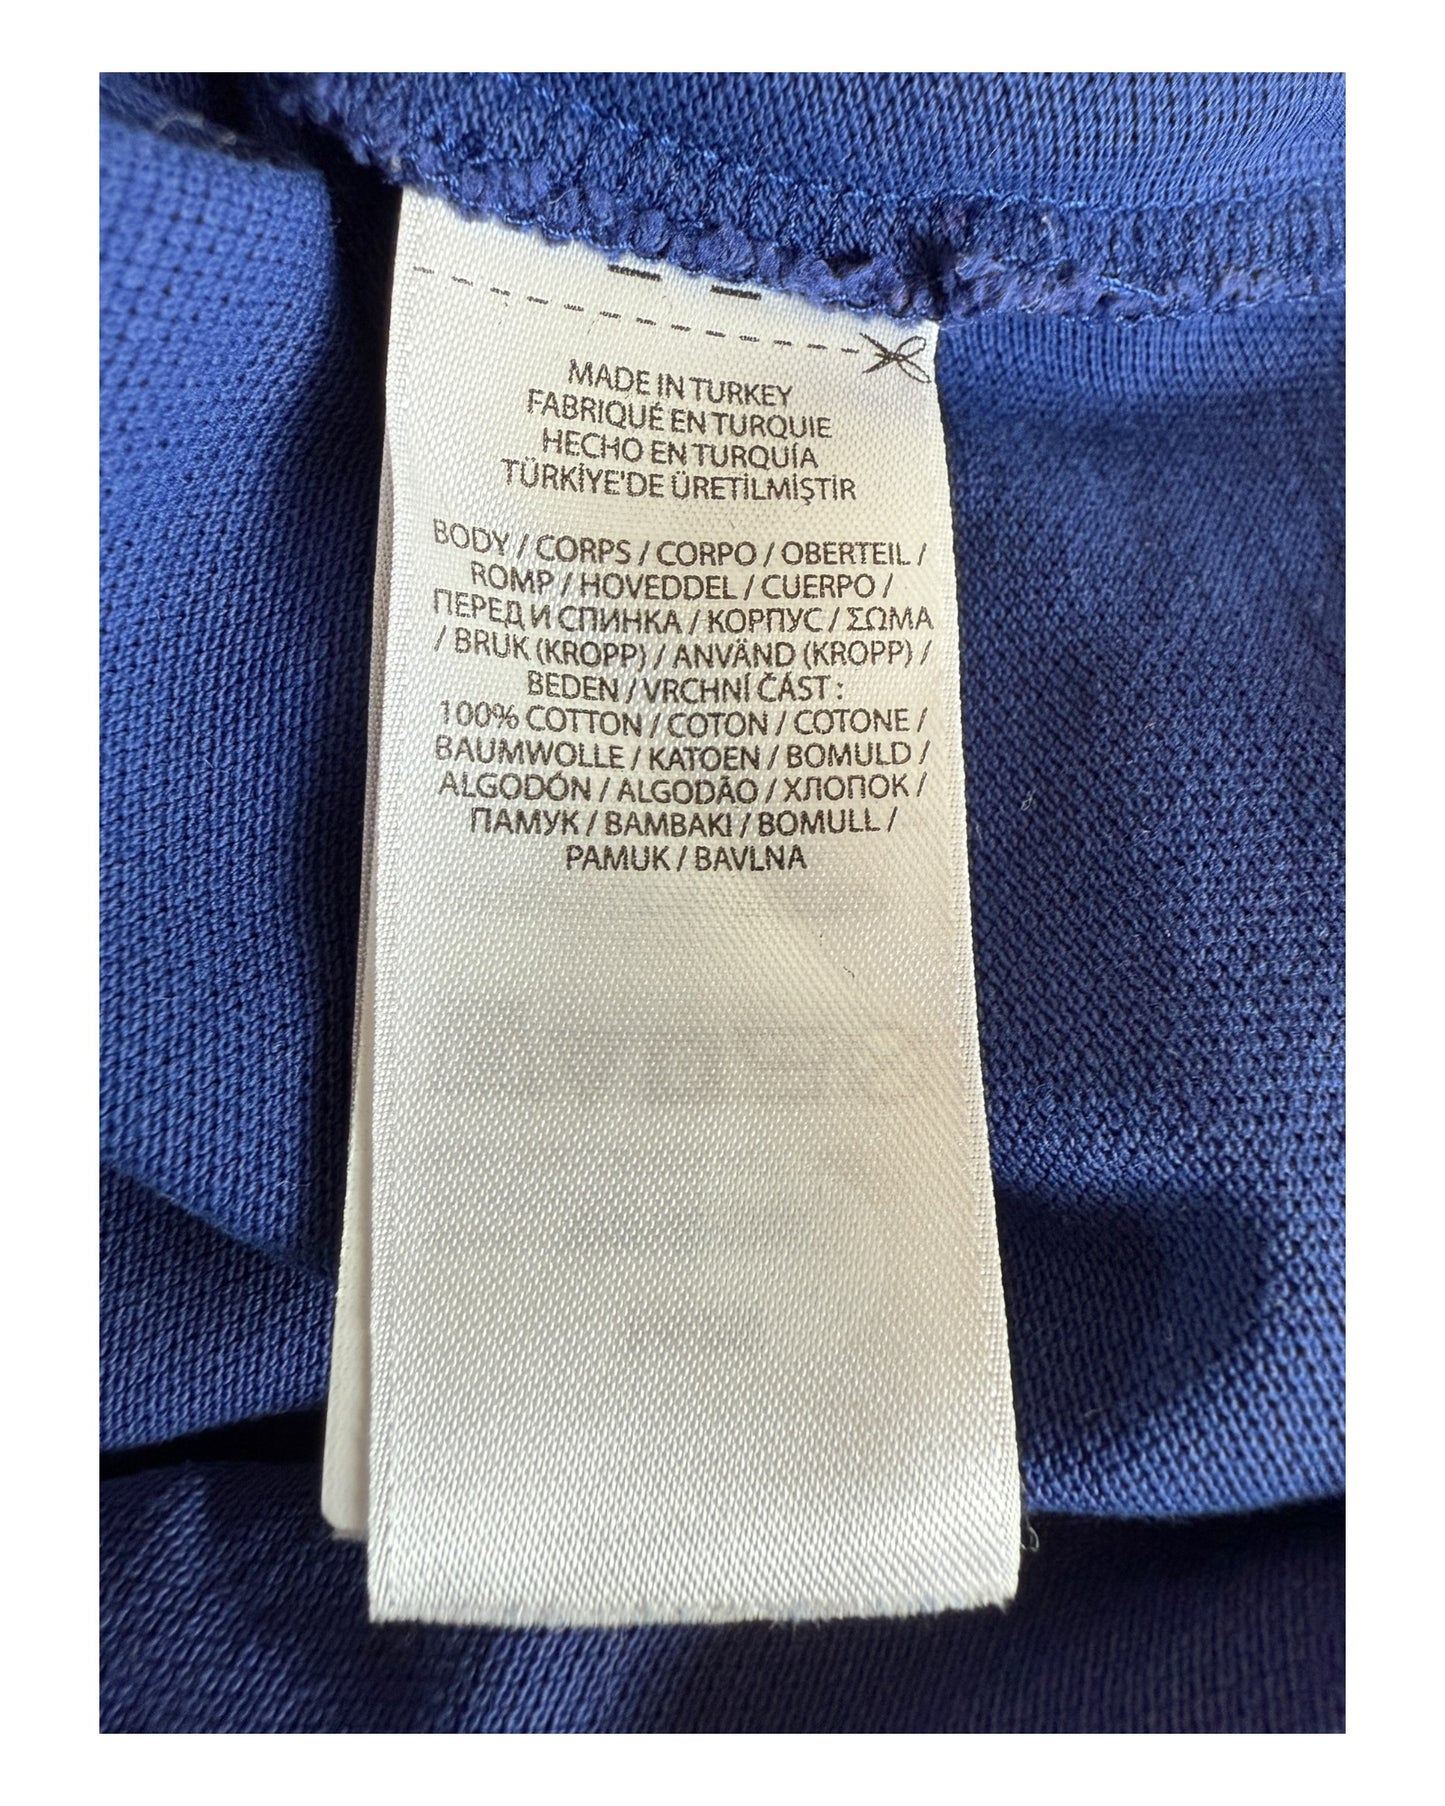 MADE IN TURKEY
FABRIQUÉ EN TURQUIE
HECHO EN TURQUÍA
TÜRKİYE'DE ÜRETİLMİŞTİR
BODY / CORPS / CORPO / OBERTEIL /
ROMP / HOVEDDEL / CUERPO /
ПЕРЕД И СПИНКА / КОРПУС / ΣΩΜΑ
/ BRUK (KROPP) / ANVÄND (KROPP) /
BEDEN / VRCHNÍ ČÁST :
100% COTTON / COTON / COTONE /
BAUMWOLLE / KATOEN / BOMULD /
ALGODÓN / ALGODÃO / ХЛОПОК /
ПАМУК / BAMBAKI / BOMULL /
PAMUK / BAVLNA